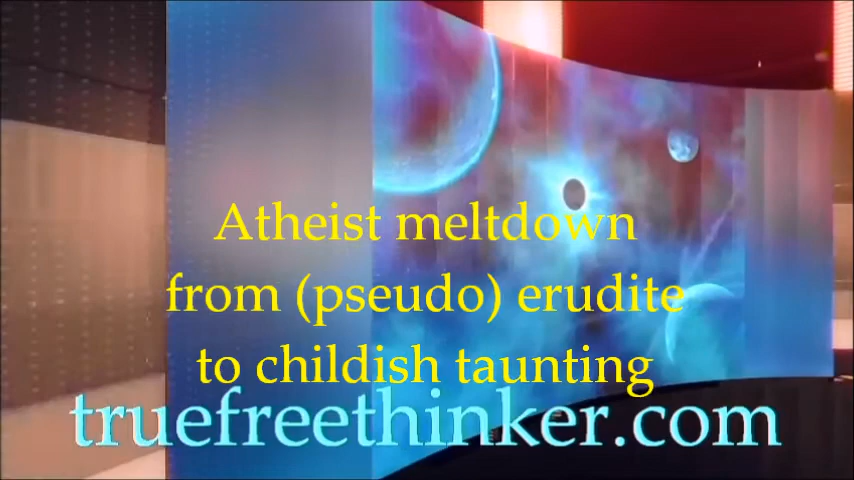 Atheist meltdown
from (pseudo) erudite
to childish taunting
truefreethinker.com